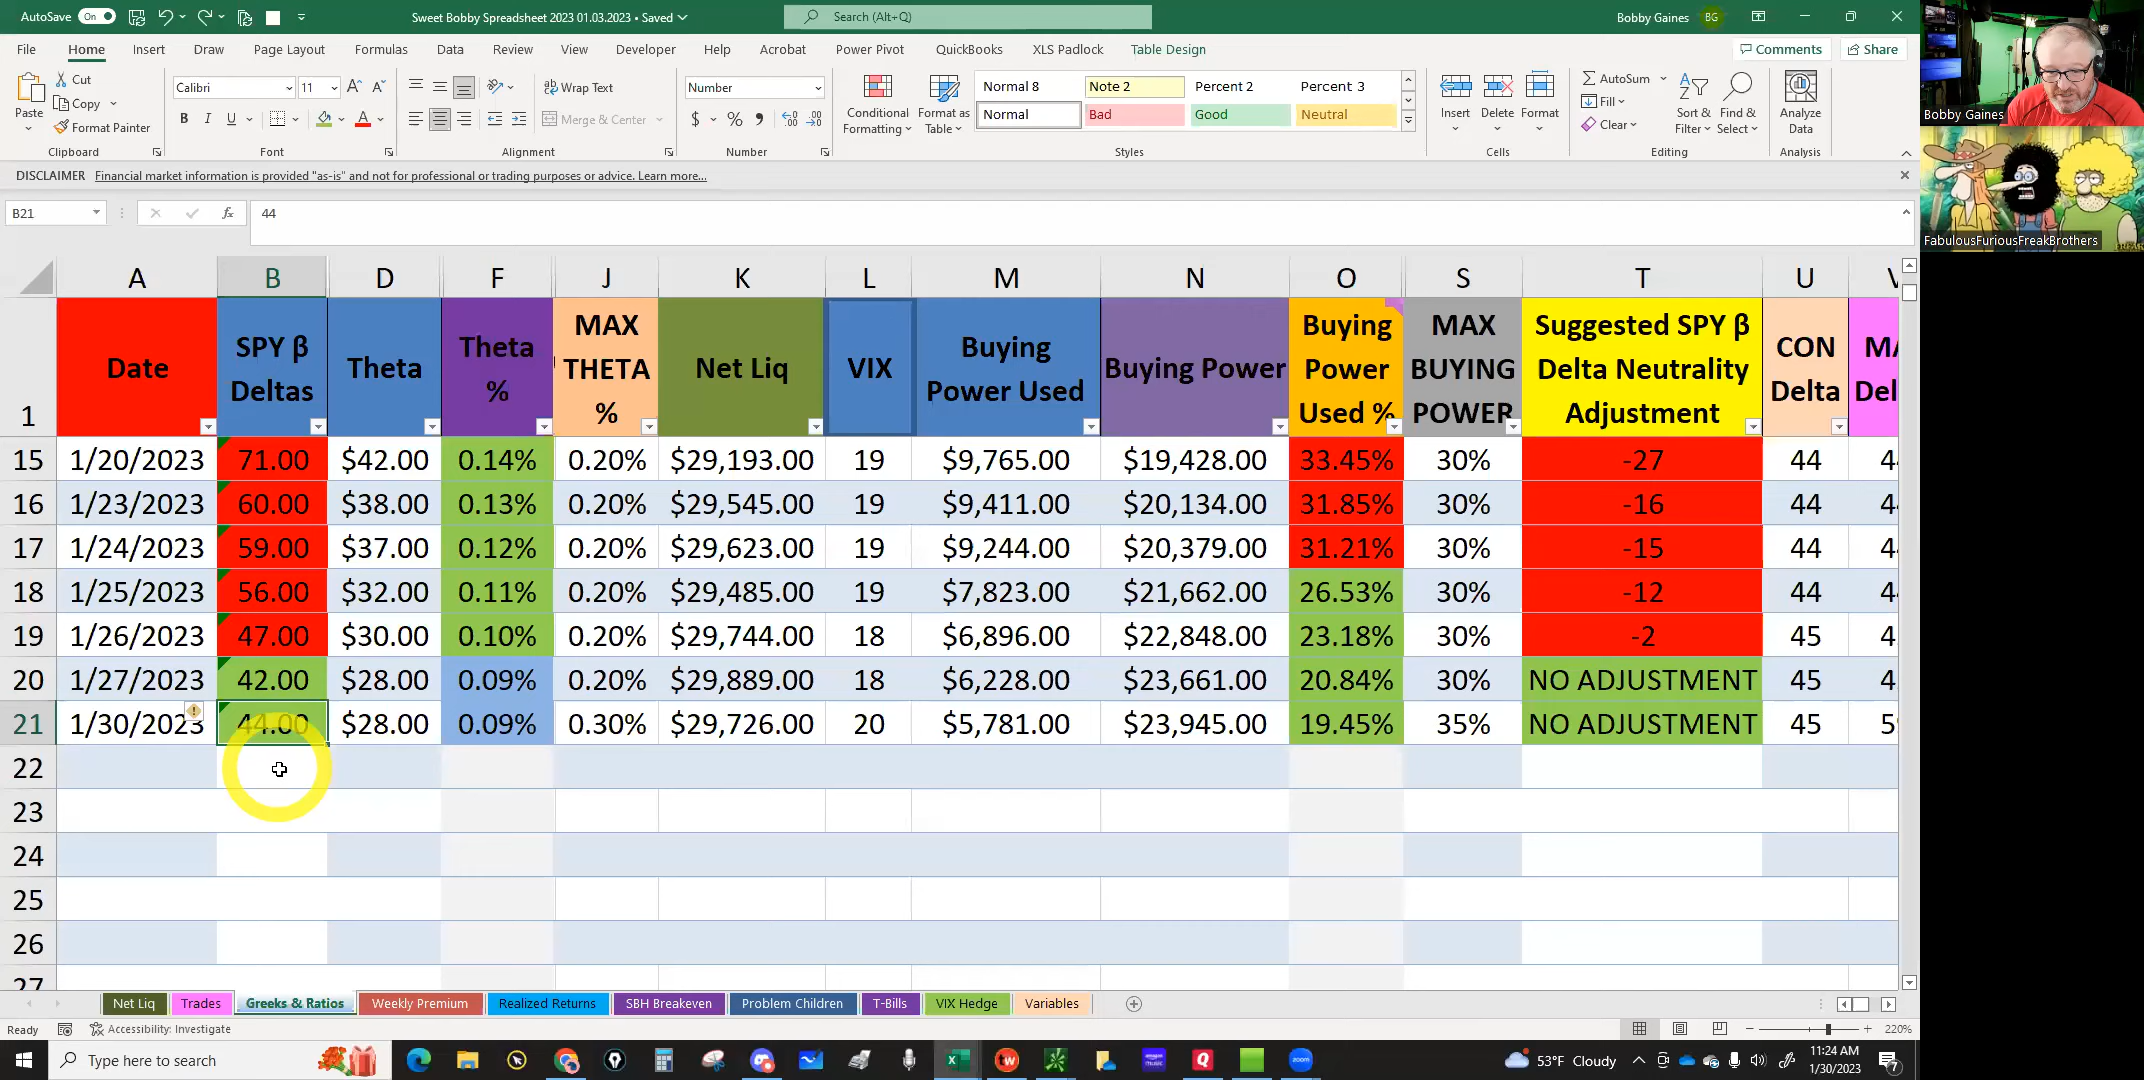 AutoSave On
Sweet Bobby Spreadsheet 2023 01.03.2023 • Saved
Search (Alt+Q)
Bobby Gaines BG
File Home Insert Draw Page Layout Formulas Data Review View Developer Help Acrobat Power Pivot QuickBooks XLS Padlock Table Design
Comments Share
Paste
Cut
Copy
Format Painter
Clipboard
Calibri 11
B I U
Font
Wrap Text
Merge & Center
Alignment
Number
$ % 9
Number
Conditional Formatting
Format as Table
Normal 8 Note 2 Percent 2 Percent 3
Normal Bad Good Neutral
Styles
Insert Delete Format
Cells
AutoSum
Fill
Clear
Sort & Filter
Find & Select
Editing
Analyze Data
Analysis
Bobby Gaines
FabulousFuriousFreakBrothers
DISCLAIMER Financial market information is provided "as-is" and not for professional or trading purposes or advice. Learn more...
B21 fx 44
A B D F J K L M N O S T U V
1 Date SPY β Deltas Theta Theta % MAX THETA % Net Liq VIX Buying Power Used Buying Power Buying Power Used % MAX BUYING POWER Suggested SPY β Delta Neutrality Adjustment CON Delta
15 1/20/2023 71.00 $42.00 0.14% 0.20% $29,193.00 19 $9,765.00 $19,428.00 33.45% 30% -27 44
16 1/23/2023 60.00 $38.00 0.13% 0.20% $29,545.00 19 $9,411.00 $20,134.00 31.85% 30% -16 44
17 1/24/2023 59.00 $37.00 0.12% 0.20% $29,623.00 19 $9,244.00 $20,379.00 31.21% 30% -15 44
18 1/25/2023 56.00 $32.00 0.11% 0.20% $29,485.00 19 $7,823.00 $21,662.00 26.53% 30% -12 44
19 1/26/2023 47.00 $30.00 0.10% 0.20% $29,744.00 18 $6,896.00 $22,848.00 23.18% 30% -2 45
20 1/27/2023 42.00 $28.00 0.09% 0.20% $29,889.00 18 $6,228.00 $23,661.00 20.84% 30% NO ADJUSTMENT 45
21 1/30/2023 44.00 $28.00 0.09% 0.30% $29,726.00 20 $5,781.00 $23,945.00 19.45% 35% NO ADJUSTMENT 45
22
23
24
25
26
27
Net Liq Trades Greeks & Ratios Weekly Premium Realized Returns SBH Breakeven Problem Children T-Bills VIX Hedge Variables
Ready Accessibility: Investigate 220%
Type here to search
53°F Cloudy
11:24 AM
1/30/2023
7